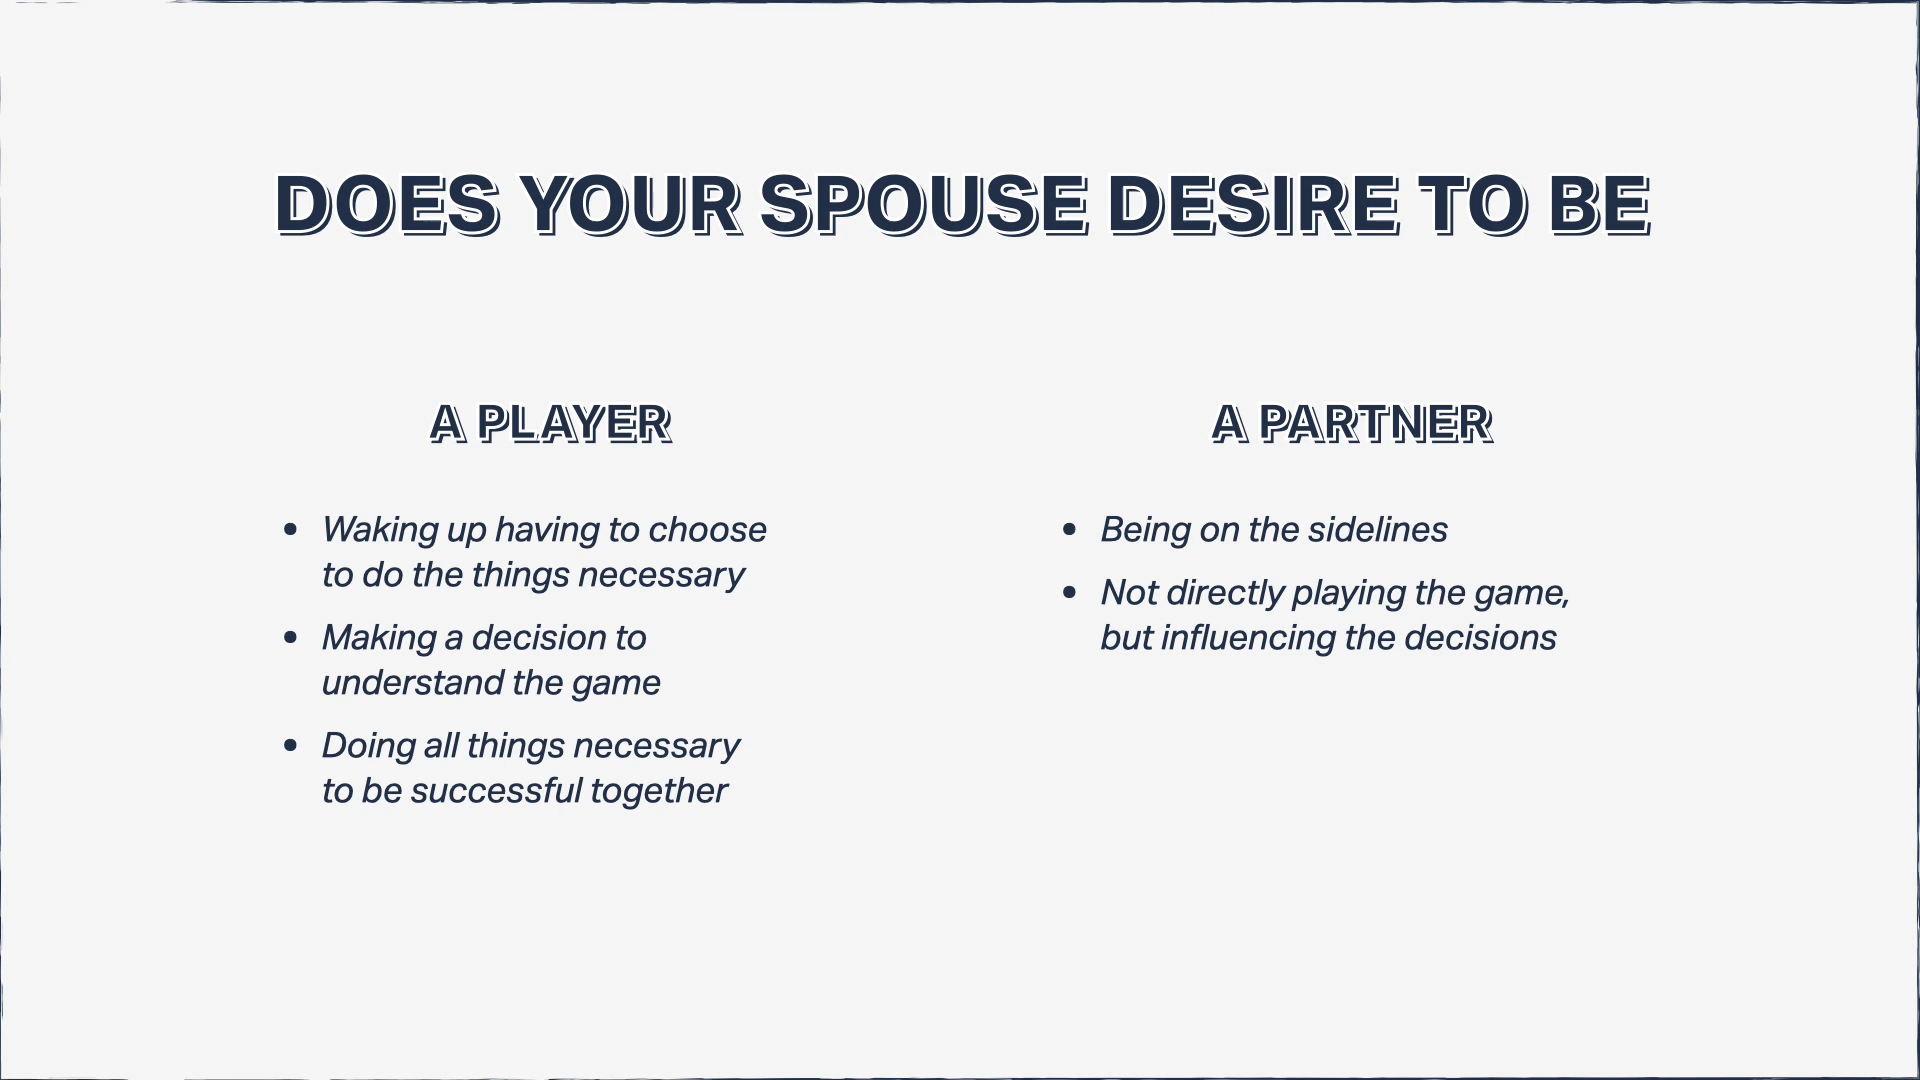 DOES YOUR SPOUSE DESIRE TO BE
A PLAYER
• Waking up having to choose
to do the things necessary
• Making a decision to
understand the game
• Doing all things necessary
to be successful together
A PARTNER
• Being on the sidelines
• Not directly playing the game,
but influencing the decisions